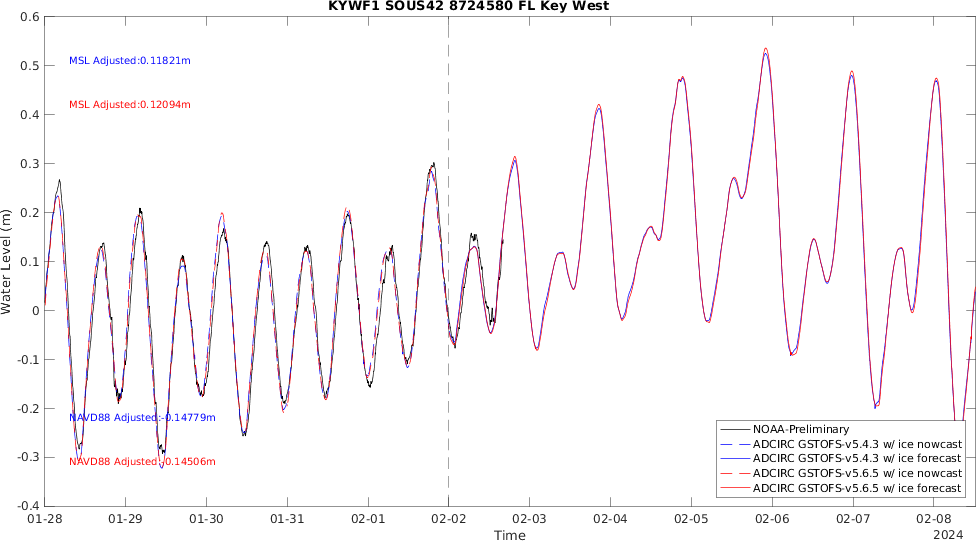 KYWF1 SOUS42 8724580 FL Key West
0.6
0.5
0.4
0.3
0.2
0.1
0
-0.1
-0.2
-0.3
-0.4
Water Level (m)
MSL Adjusted:0.11821m
MSL Adjusted:0.12094m
NAVD88 Adjusted:-0.14779m
NAVD88 Adjusted:-0.14506m
NOAA-Preliminary
ADCIRC GSTOFS-v5.4.3 w/ ice nowcast
ADCIRC GSTOFS-v5.4.3 w/ ice forecast
ADCIRC GSTOFS-v5.6.5 w/ ice nowcast
ADCIRC GSTOFS-v5.6.5 w/ ice forecast
01-28 01-29 01-30 01-31 02-01 02-02 02-03 02-04 02-05 02-06 02-07 02-08
Time
2024